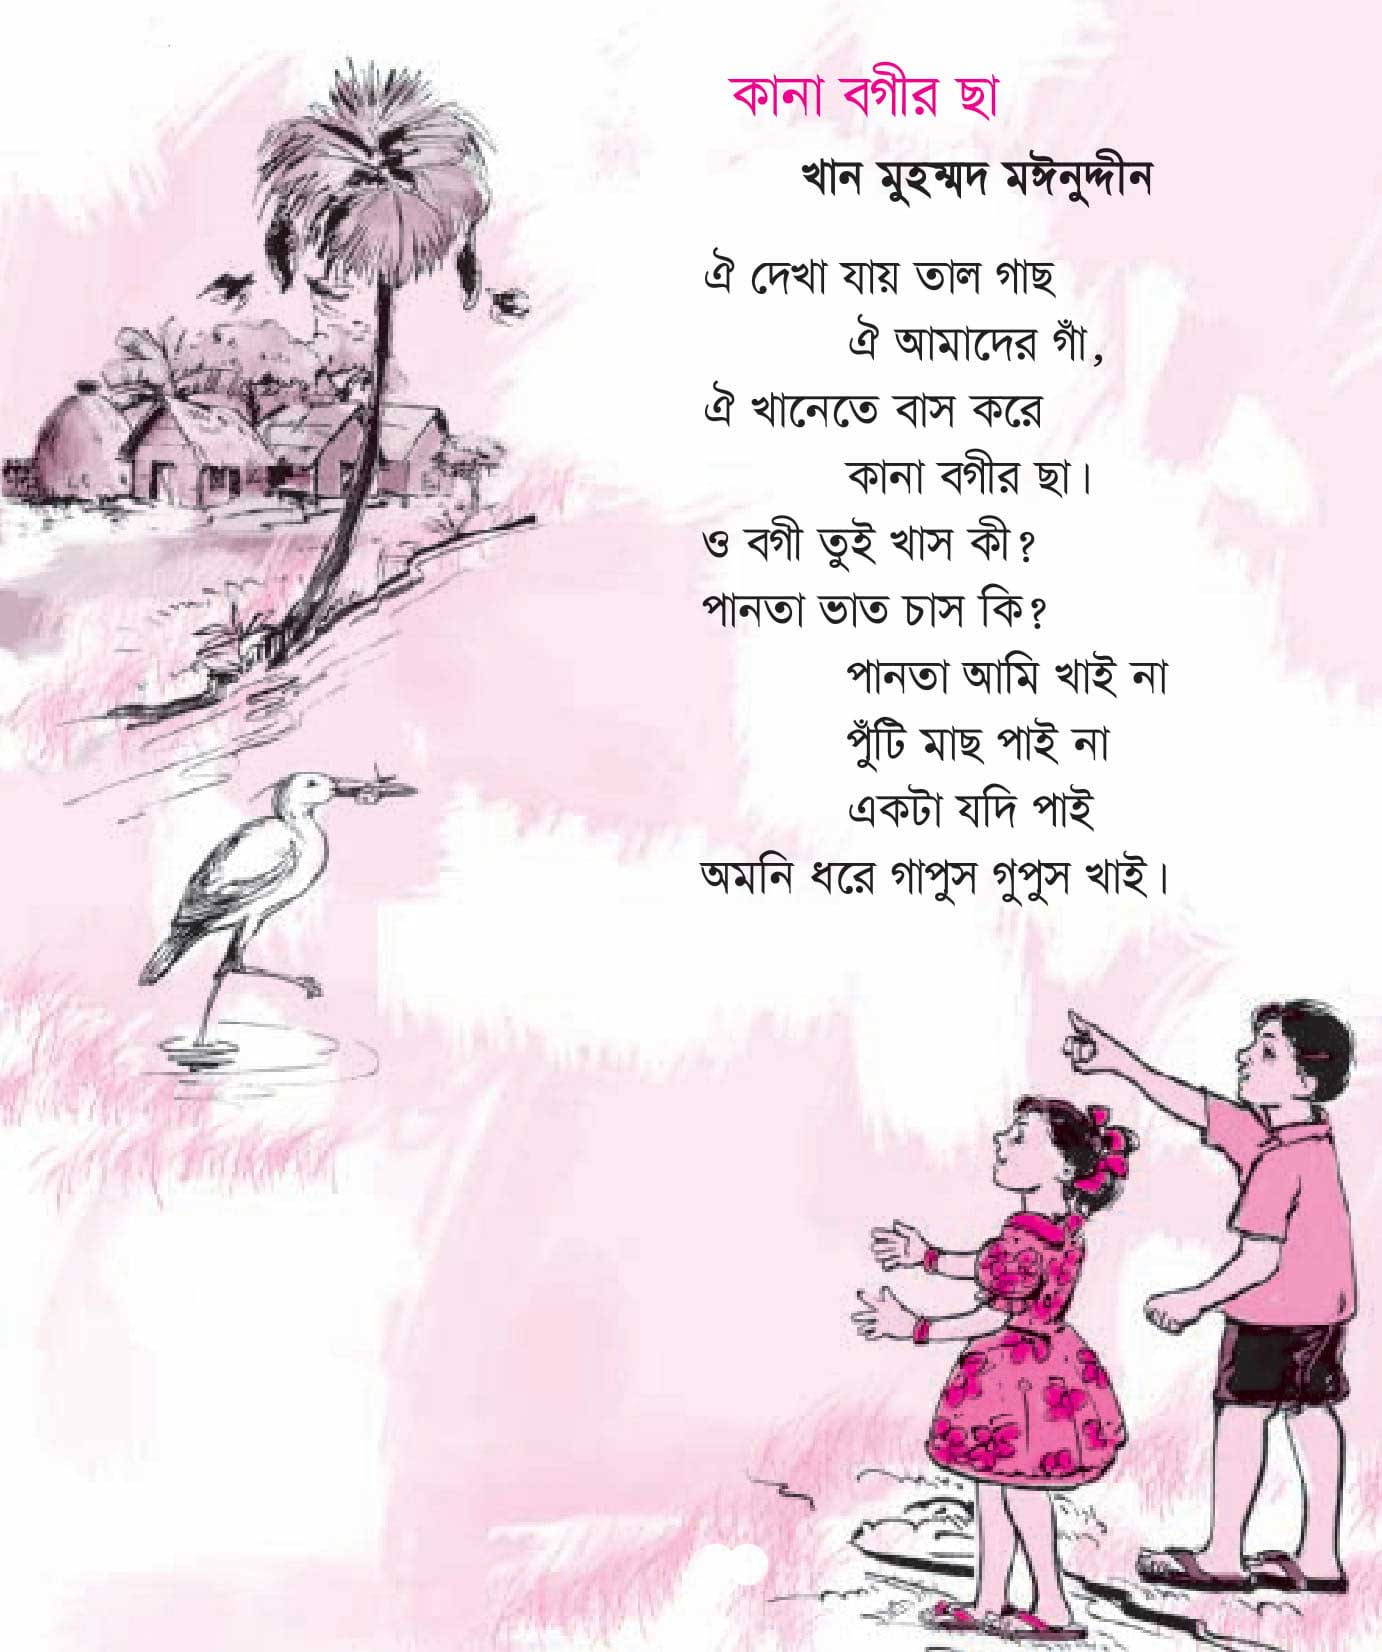 কানা বগীর ছা
খান মুহম্মদ মঈনুদ্দীন
ঐ দেখা যায় তাল গাছ
ঐ আমাদের গাঁ,
ঐ খানেতে বাস করে
কানা বগীর ছা।
ও বগী তুই খাস কী?
পানতা ভাত চাস কি?
পানতা আমি খাই না
পুঁটি মাছ পাই না
একটা যদি পাই
অমনি ধরে গাপুস গুপুস খাই।